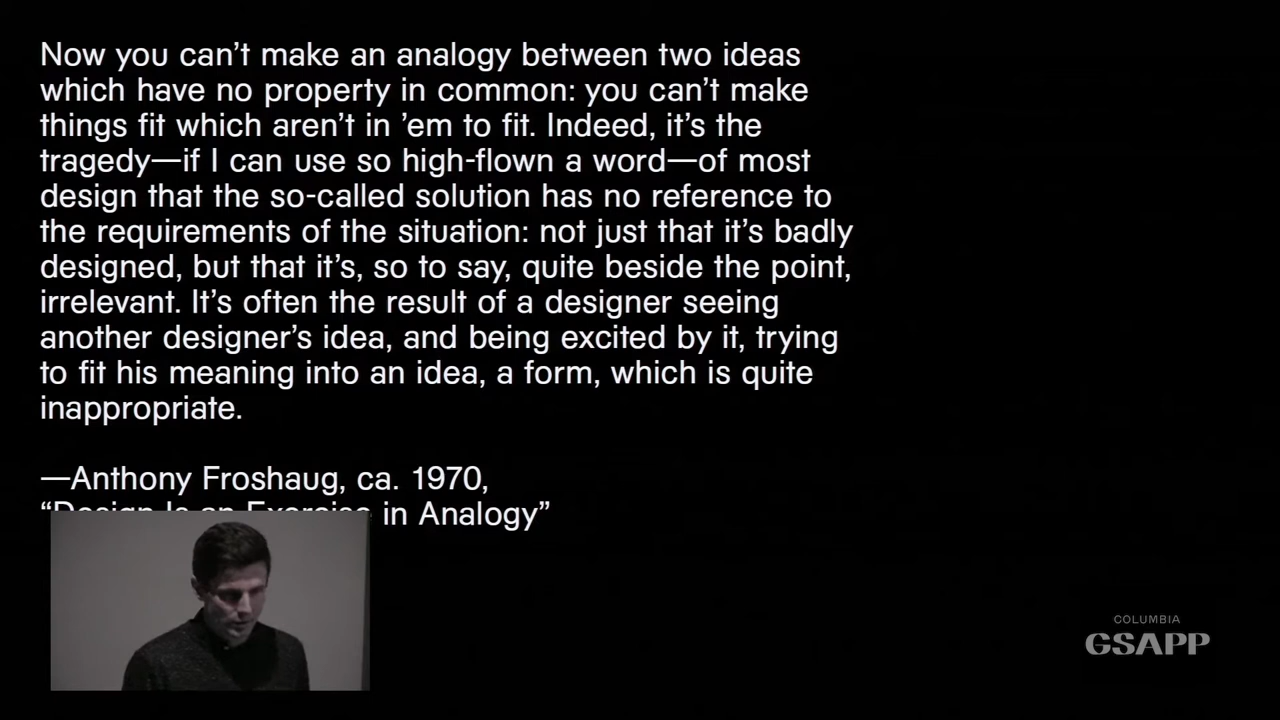 Now you can’t make an analogy between two ideas
which have no property in common: you can’t make
things fit which aren’t in ’em to fit. Indeed, it’s the
tragedy—if I can use so high-flown a word—of most
design that the so-called solution has no reference to
the requirements of the situation: not just that it’s badly
designed, but that it’s, so to say, quite beside the point,
irrelevant. It’s often the result of a designer seeing
another designer’s idea, and being excited by it, trying
to fit his meaning into an idea, a form, which is quite
inappropriate.
—Anthony Froshaug, ca. 1970,
“Design Is an Exercise in Analogy”
COLUMBIA
GSAPP